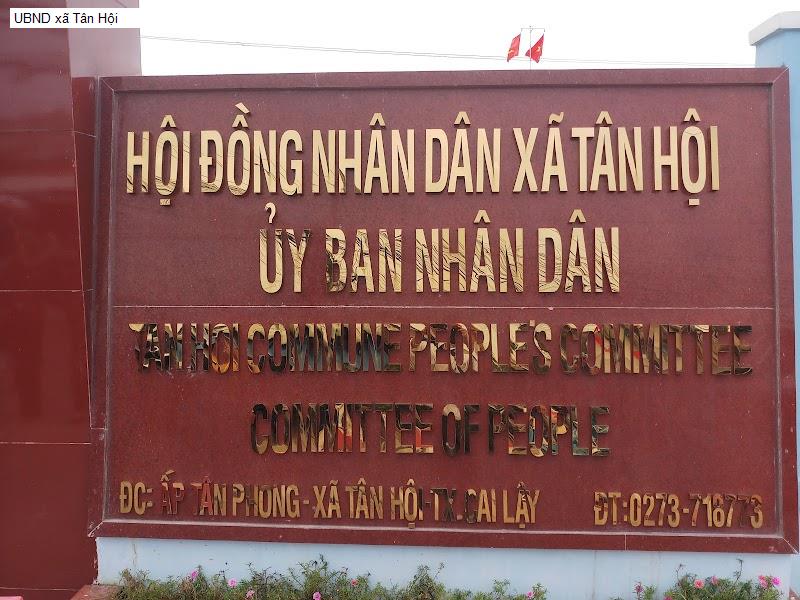 UBND xã Tân Hội
HỘI ĐỒNG NHÂN DÂN XÃ TÂN HỘI
ỦY BAN NHÂN DÂN
TAN HOI COMMUNE PEOPLE'S COMMITTEE
COMMITTEE OF PEOPLE
ĐC: ẤP TÂN PHONG - XÃ TÂN HỘI-TX.CAI LẬY ĐT:0273-718773